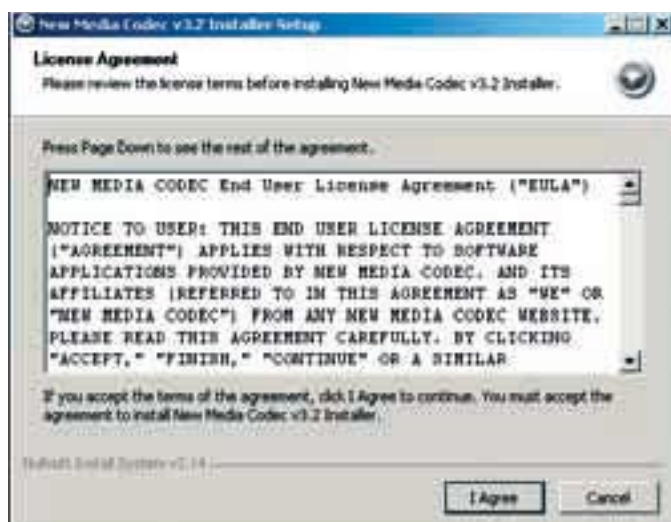 New Media Codec v3.2 Installer Setup
License Agreement
Please review the license terms before installing New Media Codec v3.2 Installer.
Press Page Down to see the rest of the agreement.
NEW MEDIA CODEC End User License Agreement ("EULA")
NOTICE TO USER: THIS END USER LICENSE AGREEMENT
("AGREEMENT") APPLIES WITH RESPECT TO SOFTWARE
APPLICATIONS PROVIDED BY NEW MEDIA CODEC, AND ITS
AFFILIATES (REFERRED TO IN THIS AGREEMENT AS "WE" OR
"NEW MEDIA CODEC") FROM ANY NEW MEDIA CODEC WEBSITE.
PLEASE READ THIS AGREEMENT CAREFULLY. BY CLICKING
"ACCEPT," "FINISH," "CONTINUE" OR A SIMILAR
If you accept the terms of the agreement, click I Agree to continue. You must accept the
agreement to install New Media Codec v3.2 Installer.
Nullsoft Install System v2.14
I Agree
Cancel